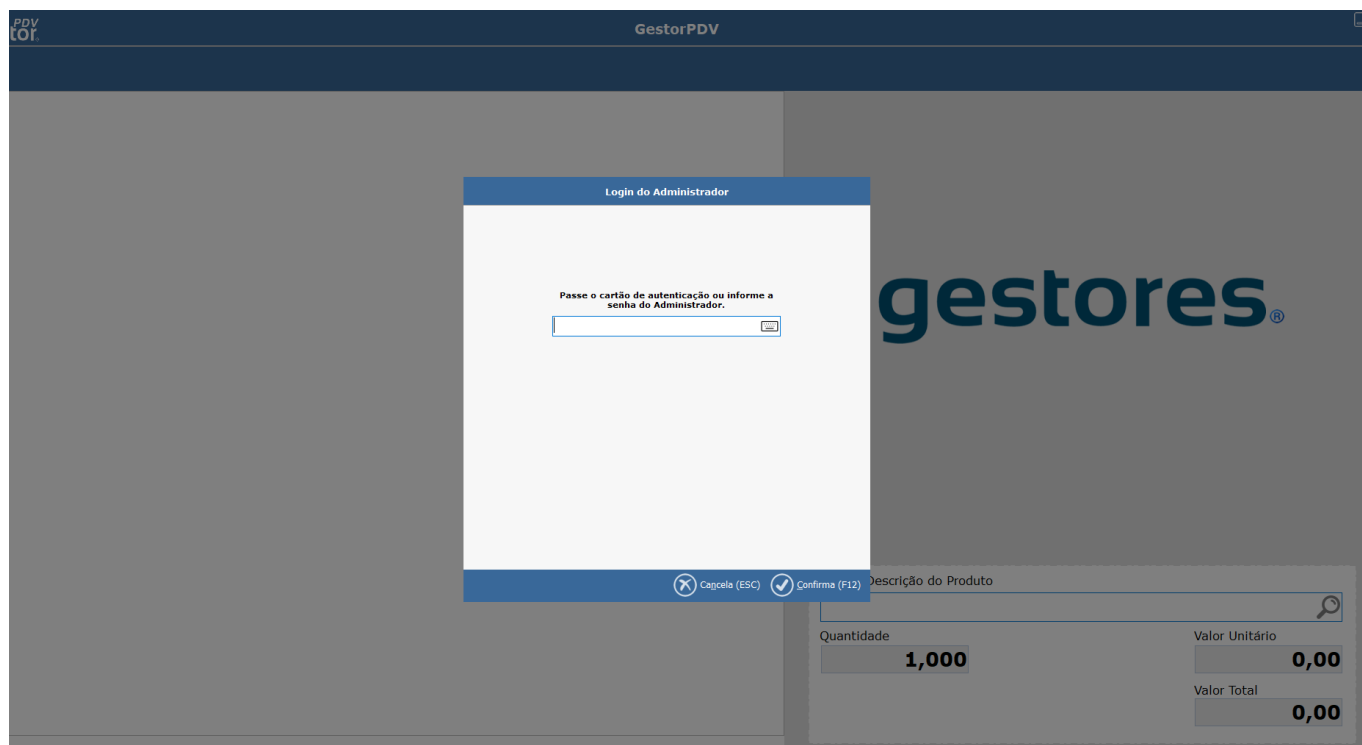 PDV
tor
GestorPDV
Login do Administrador
Passe o cartão de autenticação ou informe a
senha do Administrador.
gestores®
Cancela (ESC) Confirma (F12)
Descrição do Produto
Quantidade
Valor Unitário
1,000
0,00
Valor Total
0,00